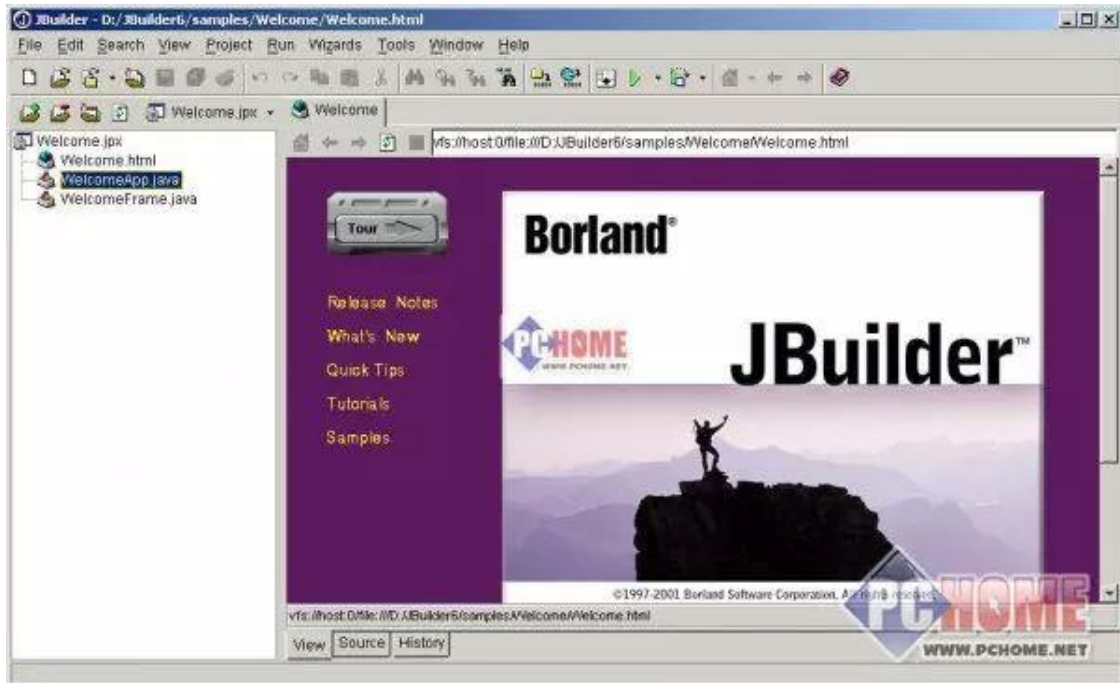 JBuilder - D:/JBuilder6/samples/Welcome/Welcome.html
File Edit Search View Project Run Wizards Tools Window Help
Welcome.jpx
Welcome
Welcome.jpx
vfs://host:0/file:///D:/JBuilder6/samples/Welcome/Welcome.html
Welcome.html
WelcomeApp.java
WelcomeFrame.java
Tour
Borland®
Release Notes
What's New
Quick Tips
Tutorials
Samples
PCHOME
WWW.PCHOME.NET
JBuilder™
©1997-2001 Borland Software Corporation. All rights reserved.
vfs://host:0/file:///D:/JBuilder6/samples/Welcome/Welcome.html
View Source History
PCHOME
WWW.PCHOME.NET